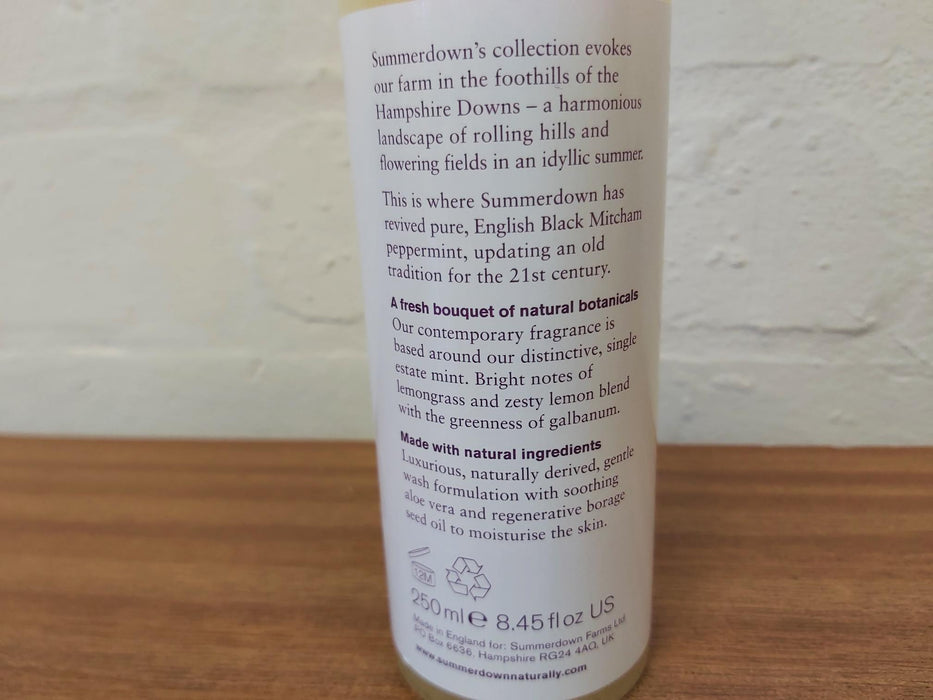 Summerdown's collection evokes
our farm in the foothills of the
Hampshire Downs – a harmonious
landscape of rolling hills and
flowering fields in an idyllic summer.
This is where Summerdown has
revived pure, English Black Mitcham
peppermint, updating an old
tradition for the 21st century.
A fresh bouquet of natural botanicals
Our contemporary fragrance is
based around our distinctive, single
estate mint. Bright notes of
lemongrass and zesty lemon blend
with the greenness of galbanum.
Made with natural ingredients
Luxurious, naturally derived, gentle
wash formulation with soothing
aloe vera and regenerative borage
seed oil to moisturise the skin.
12M
250ml e 8.45fl oz US
Made in England for: Summerdown Farms Ltd
PO Box 6636, Hampshire RG24 4AQ, UK
www.summerdownnaturally.com